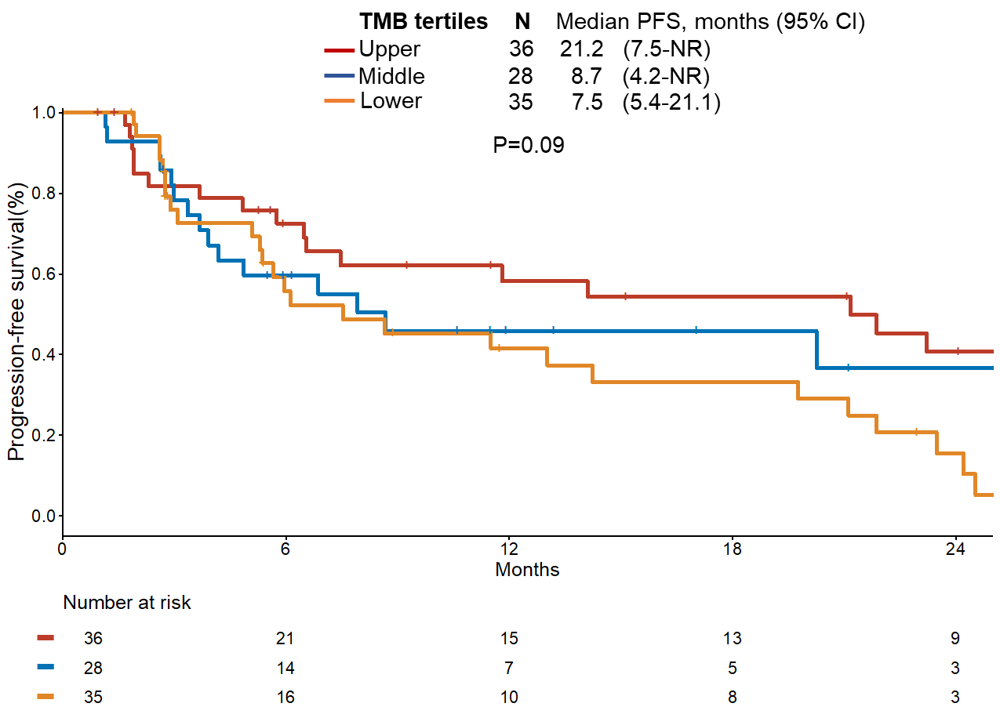 TMB tertiles N Median PFS, months (95% CI)
Upper 36 21.2 (7.5-NR)
Middle 28 8.7 (4.2-NR)
Lower 35 7.5 (5.4-21.1)
P=0.09
Progression-free survival(%)
1.0
0.8
0.6
0.4
0.2
0.0
0 6 12 18 24
Months
Number at risk
36 21 15 13 9
28 14 7 5 3
35 16 10 8 3